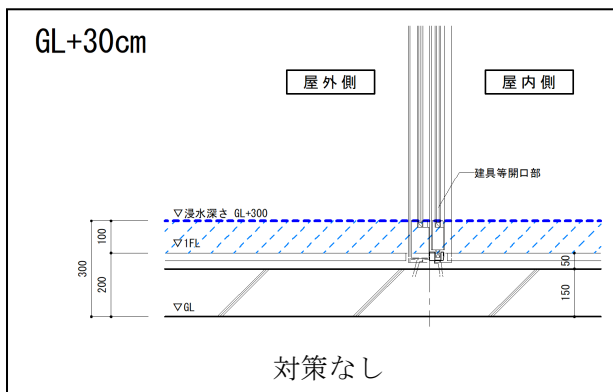 GL+30cm
屋外側
屋内側
建具等開口部
▽浸水深さ GL+300
100
▽1FL
300
50
200
150
▽GL
対策なし